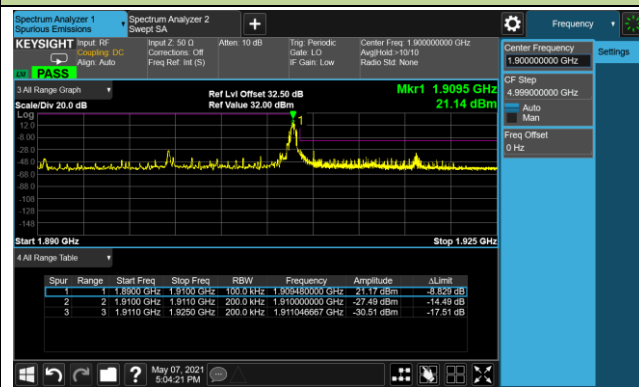 Spectrum Analyzer 1
Spurious Emissions
Spectrum Analyzer 2
Swept SA
Frequency
KEYSIGHT
Input: RF
Coupling: DC
Align: Auto
Input Z: 50 Ω
Corrections: Off
Freq Ref: Int (S)
Atten: 10 dB
Trig: Periodic
Gate: LO
IF Gain: Low
Center Freq: 1.900000000 GHz
Avg|Hold:>10/10
Radio Std: None
PASS
Center Frequency
1.900000000 GHz
Settings
CF Step
4.999000000 GHz
Auto
Man
Freq Offset
0 Hz
3 All Range Graph
Scale/Div 20.0 dB
Ref Lvl Offset 32.50 dB
Ref Value 32.00 dBm
Mkr1 1.9095 GHz
21.14 dBm
Log
12.0
-8.00
-28.0
-48.0
-68.0
-88.0
-108
-128
-148
1
Start 1.890 GHz
Stop 1.925 GHz
4 All Range Table
Spur Range Start Freq Stop Freq RBW Frequency Amplitude ΔLimit
1 1 1.8900 GHz 1.9100 GHz 100.0 kHz 1.909480000 GHz 21.17 dBm -8.829 dB
2 2 1.9100 GHz 1.9110 GHz 200.0 kHz 1.910000000 GHz -27.49 dBm -14.49 dB
3 3 1.9110 GHz 1.9250 GHz 200.0 kHz 1.911046667 GHz -30.51 dBm -17.51 dB
May 07, 2021
5:04:21 PM